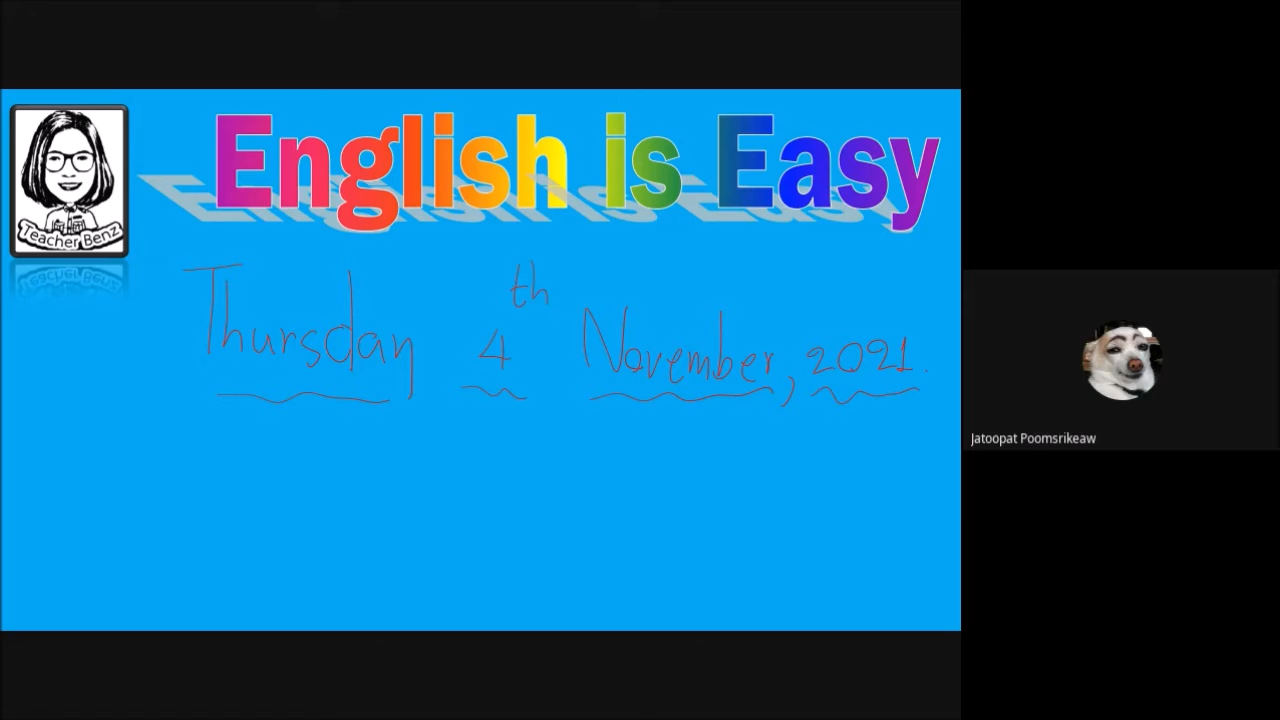 English is Easy
Teacher Benz
Thursday 4th November, 2021.
Jatoopat Poomsrikeaw